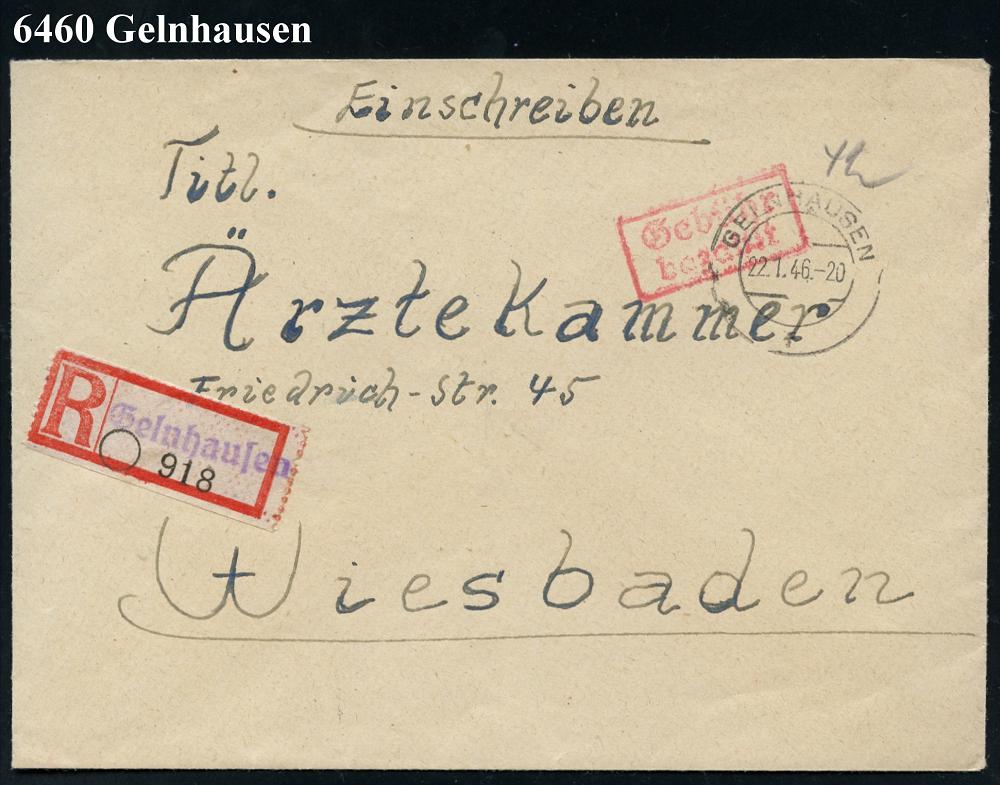 6460 Gelnhausen
Einschreiben
Titl.
Gebühr
bezahlt
GELNHAUSEN
22.1.46.-20
Ärztekammer
Friedrich-Str. 45
R
Gelnhausen
918
Wiesbaden